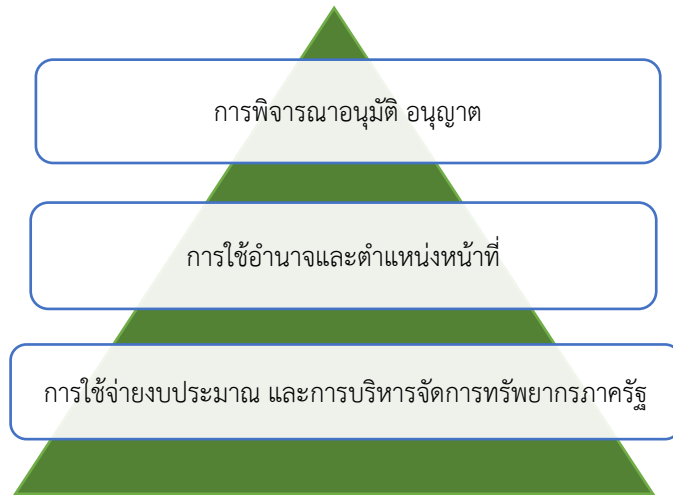 การพิจารณาอนุมัติ อนุญาต
การใช้อำนาจและตำแหน่งหน้าที่
การใช้จ่ายงบประมาณ และการบริหารจัดการทรัพยากรภาครัฐ